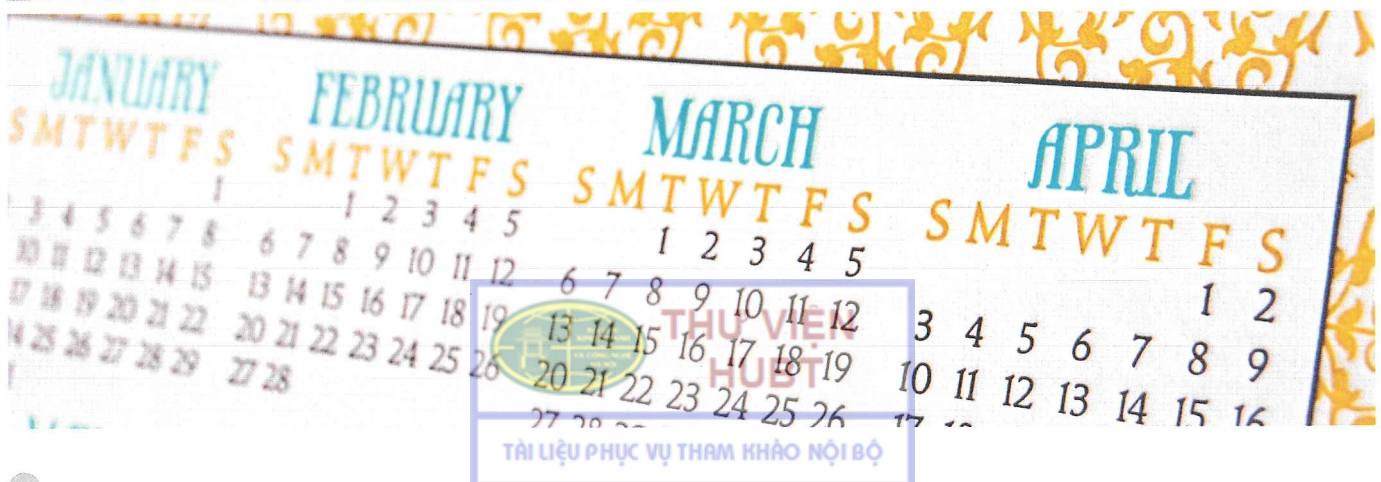 JANUARY FEBRUARY MARCH APRIL
S M T W T F S
1
3 4 5 6 7 8
10 11 12 13 14 15
17 18 19 20 21 22
24 25 26 27 28 29
S M T W T F S
1 2 3 4 5
6 7 8 9 10 11 12
13 14 15 16 17 18 19
20 21 22 23 24 25 26
27 28
S M T W T F S
1 2 3 4 5
6 7 8 9 10 11 12
13 14 15 16 17 18 19
20 21 22 23 24 25 26
27 28
S M T W T F S
1 2
3 4 5 6 7 8 9
10 11 12 13 14 15 16
17
THƯ VIỆN
HUBT
TÀI LIỆU PHỤC VỤ THAM KHẢO NỘI BỘ